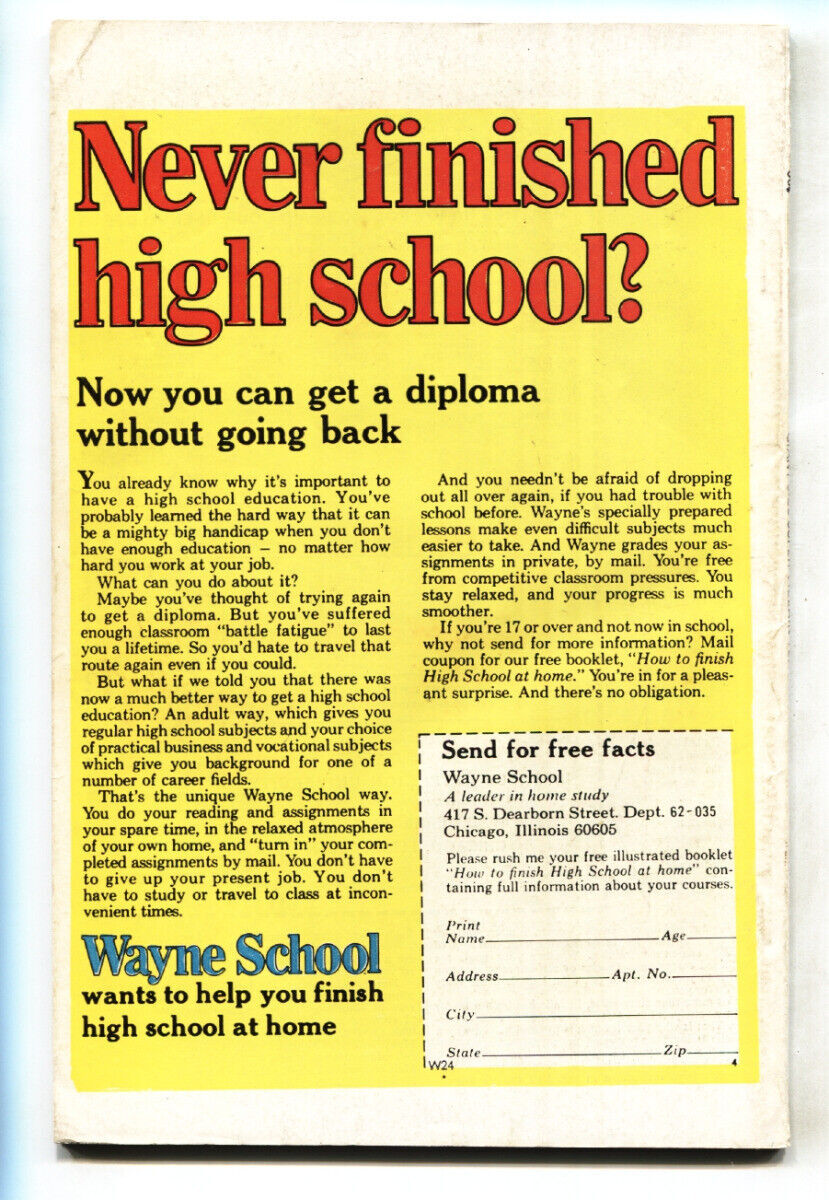 Never finished
high school?
Now you can get a diploma
without going back
You already know why it's important to
have a high school education. You've
probably learned the hard way that it can
be a mighty big handicap when you don't
have enough education – no matter how
hard you work at your job.
What can you do about it?
Maybe you've thought of trying again
to get a diploma. But you've suffered
enough classroom "battle fatigue" to last
you a lifetime. So you'd hate to travel that
route again even if you could.
But what if we told you that there was
now a much better way to get a high school
education? An adult way, which gives you
regular high school subjects and your choice
of practical business and vocational subjects
which give you background for one of a
number of career fields.
That's the unique Wayne School way.
You do your reading and assignments in
your spare time, in the relaxed atmosphere
of your own home, and "turn in" your com-
pleted assignments by mail. You don't have
to give up your present job. You don't
have to study or travel to class at incon-
venient times.
Wayne School
wants to help you finish
high school at home
And you needn't be afraid of dropping
out all over again, if you had trouble with
school before. Wayne's specially prepared
lessons make even difficult subjects much
easier to take. And Wayne grades your as-
signments in private, by mail. You're free
from competitive classroom pressures. You
stay relaxed, and your progress is much
smoother.
If you're 17 or over and not now in school,
why not send for more information? Mail
coupon for our free booklet, "How to finish
High School at home." You're in for a pleas-
ant surprise. And there's no obligation.
Send for free facts
Wayne School
A leader in home study
417 S. Dearborn Street. Dept. 62-035
Chicago, Illinois 60605
Please rush me your free illustrated booklet
"How to finish High School at home" con-
taining full information about your courses.
Print
Name Age
Address Apt. No.
City
State Zip
W24 4